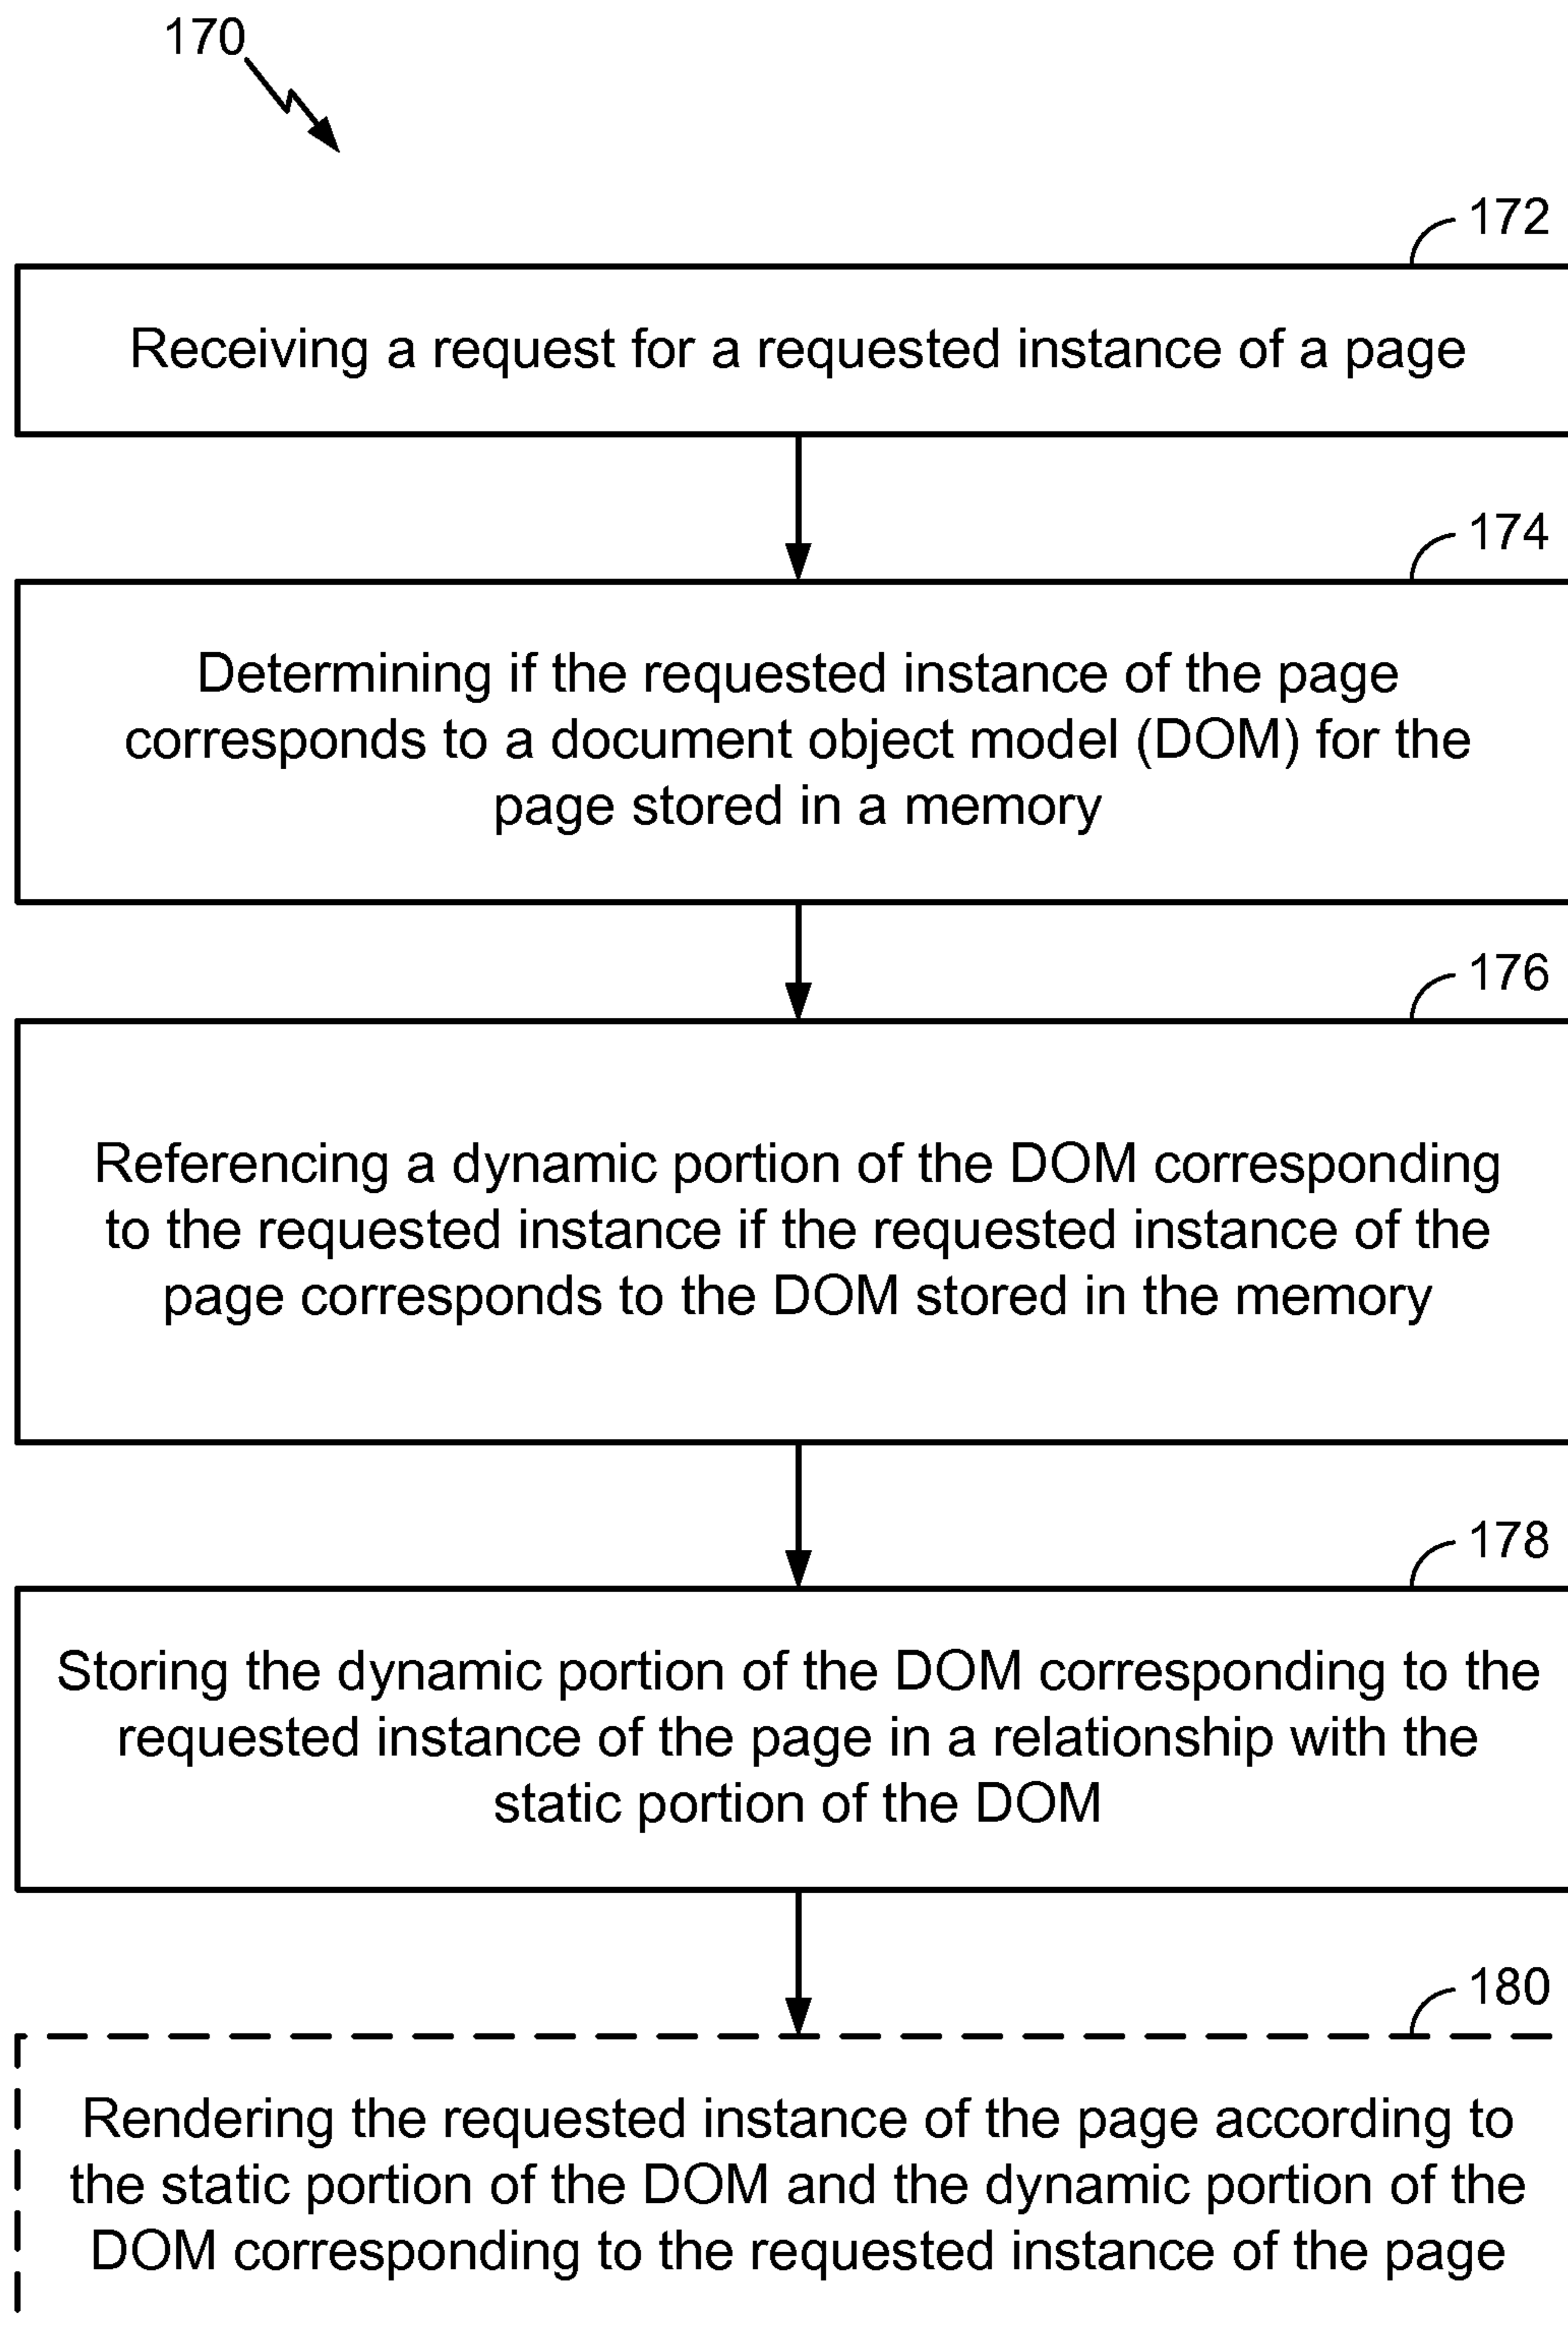 170
172
Receiving a request for a requested instance of a page
174
Determining if the requested instance of the page
corresponds to a document object model (DOM) for the
page stored in a memory
176
Referencing a dynamic portion of the DOM corresponding
to the requested instance if the requested instance of the
page corresponds to the DOM stored in the memory
178
Storing the dynamic portion of the DOM corresponding to the
requested instance of the page in a relationship with the
static portion of the DOM
180
Rendering the requested instance of the page according to
the static portion of the DOM and the dynamic portion of the
DOM corresponding to the requested instance of the page